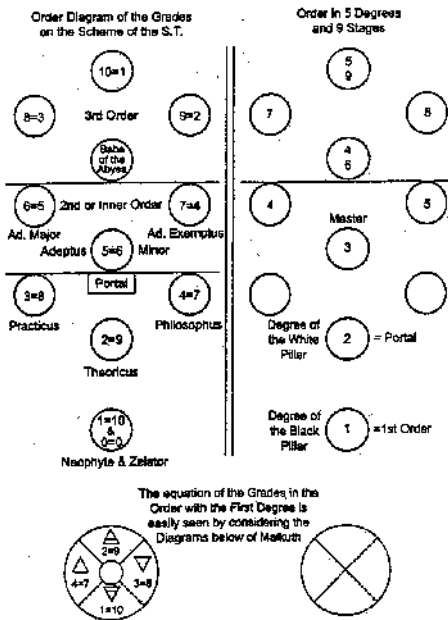 Order Diagram of the Grades
on the Scheme of the S.T.
10=1
8=3
3rd Order
9=2
Babe
of the
Abyss
6=5
2nd or Inner Order
7=4
Ad. Major
Ad. Exemptus
Adeptus
5=6
Minor
Portal
3=8
4=7
Practicus
Philosophus
2=9
Theoricus
1=10
&
0=0
Neophyte & Zelator
Order in 5 Degrees
and 9 Stages
5
9
7
8
4
6
4
5
Master
3
Degree of
the White
Pillar
2
= Portal
Degree of
the Black
Pillar
1
=1st Order
The equation of the Grades in the
Order with the First Degree is
easily seen by considering the
Diagrams below of Malkuth
2=9
4=7
3=8
1=10